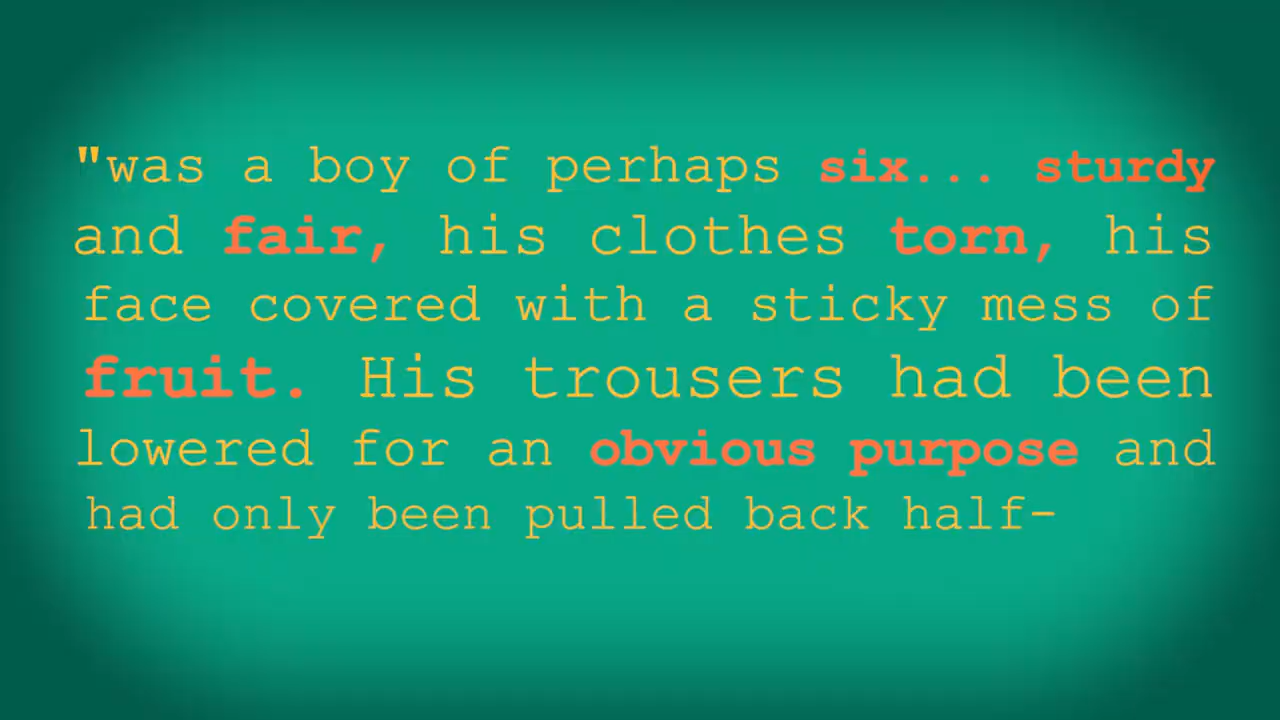 "was a boy of perhaps six... sturdy
and fair, his clothes torn, his
face covered with a sticky mess of
fruit. His trousers had been
lowered for an obvious purpose and
had only been pulled back half-